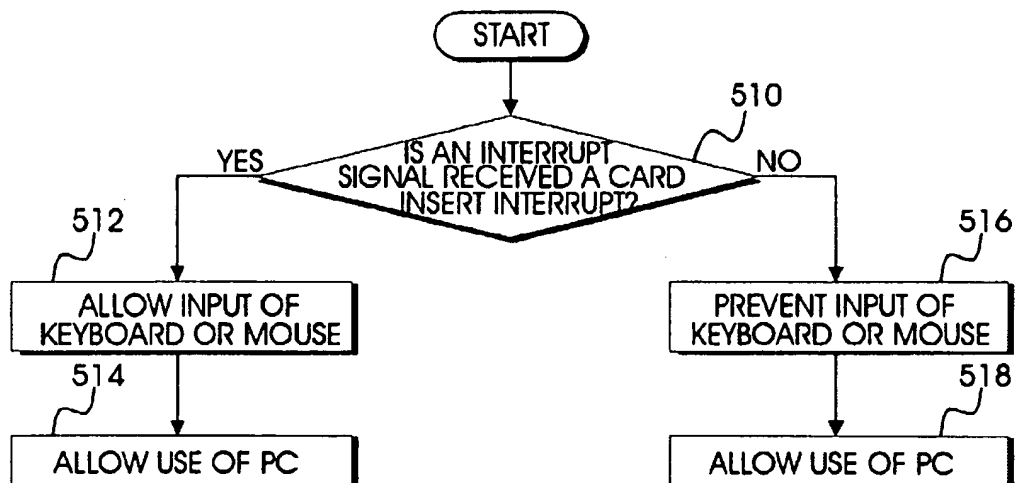 START
510
IS AN INTERRUPT
SIGNAL RECEIVED A CARD
INSERT INTERRUPT?
YES
NO
512
ALLOW INPUT OF
KEYBOARD OR MOUSE
516
PREVENT INPUT OF
KEYBOARD OR MOUSE
514
ALLOW USE OF PC
518
ALLOW USE OF PC